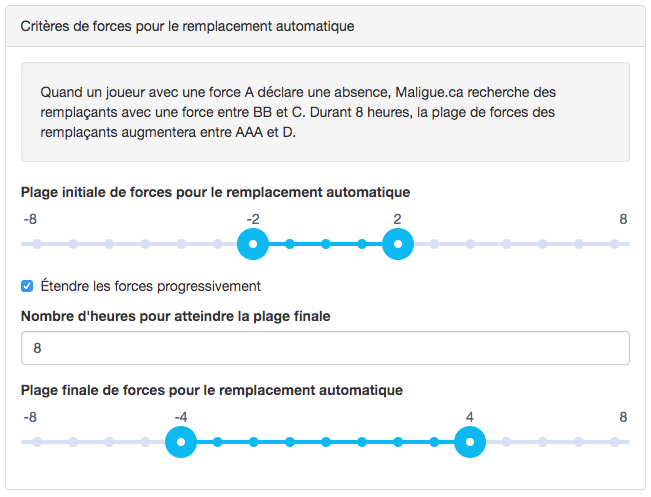 Critères de forces pour le remplacement automatique
Quand un joueur avec une force A déclare une absence, Maligue.ca recherche des
remplaçants avec une force entre BB et C. Durant 8 heures, la plage de forces des
remplaçants augmentera entre AAA et D.
Plage initiale de forces pour le remplacement automatique
-8 -2 2 8
Étendre les forces progressivement
Nombre d'heures pour atteindre la plage finale
8
Plage finale de forces pour le remplacement automatique
-8 -4 4 8